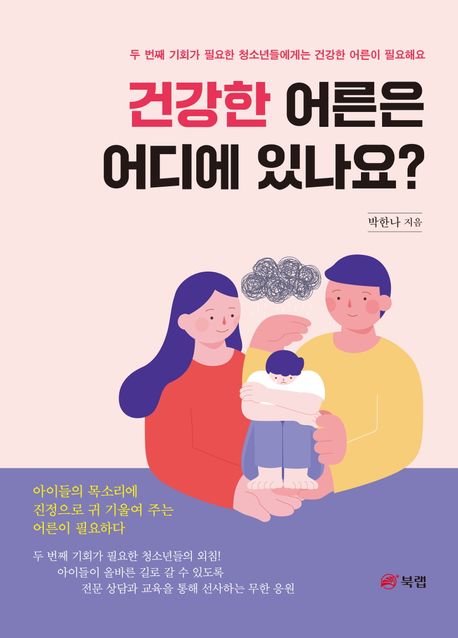 두 번째 기회가 필요한 청소년들에게는 건강한 어른이 필요해요
건강한 어른은
어디에 있나요?
박한나 지음
아이들의 목소리에
진정으로 귀 기울여 주는
어른이 필요하다
두 번째 기회가 필요한 청소년들의 외침!
아이들이 올바른 길로 갈 수 있도록
전문 상담과 교육을 통해 선사하는 무한 응원
북랩